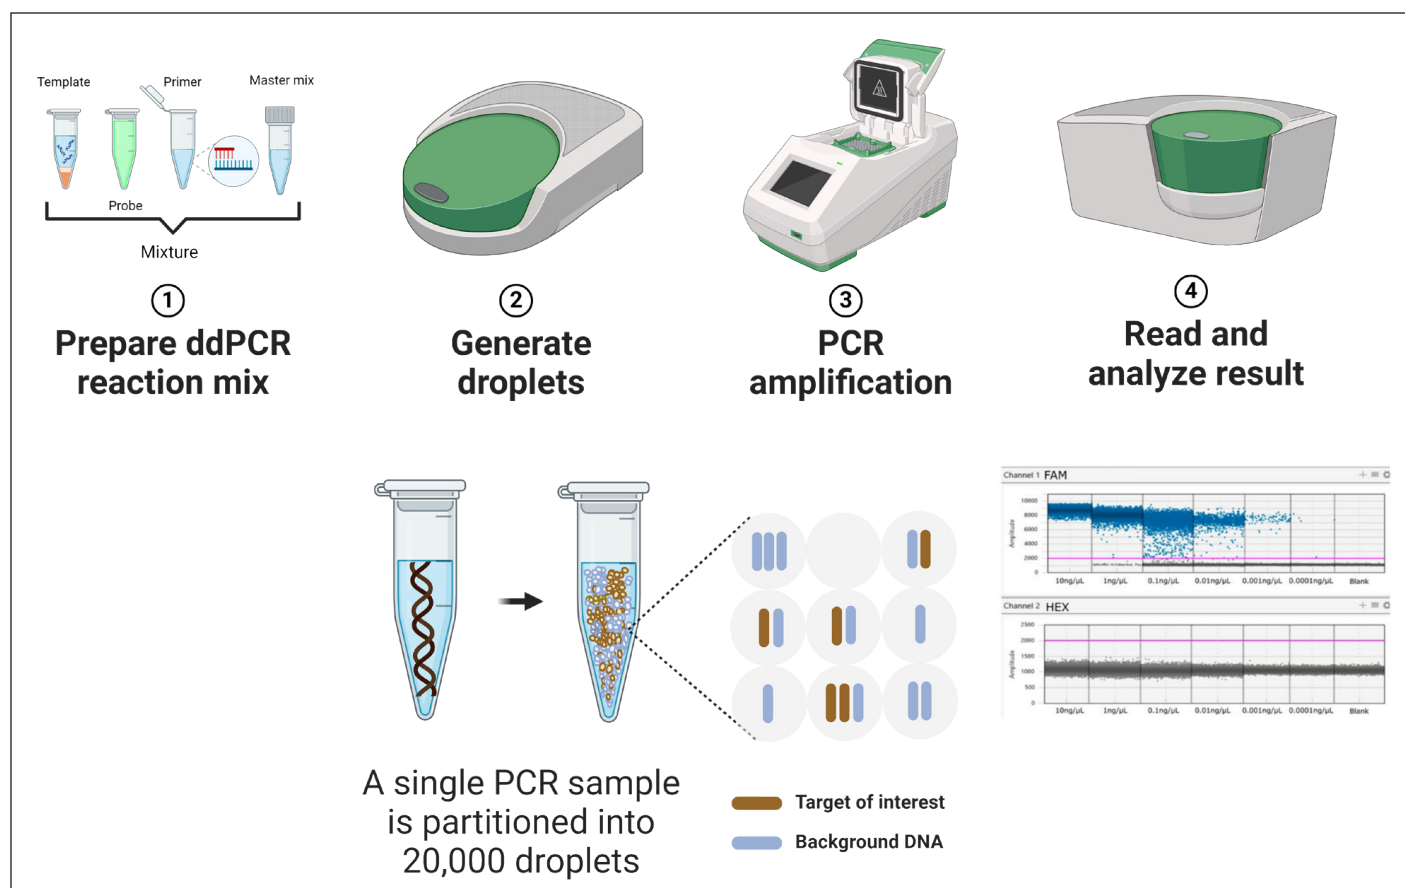 Template
Primer
Master mix
Probe
Mixture
1
Prepare ddPCR
reaction mix
2
Generate
droplets
3
PCR
amplification
4
Read and
analyze result
A single PCR sample
is partitioned into
20,000 droplets
Target of interest
Background DNA
Channel 1 FAM
Amplitude
10000
8000
6000
4000
2000
0
10ng/µL 1ng/µL 0.1ng/µL 0.01ng/µL 0.001ng/µL 0.0001ng/µL Blank
Channel 2 HEX
Amplitude
2500
2000
1500
1000
500
0
10ng/µL 1ng/µL 0.1ng/µL 0.01ng/µL 0.001ng/µL 0.0001ng/µL Blank